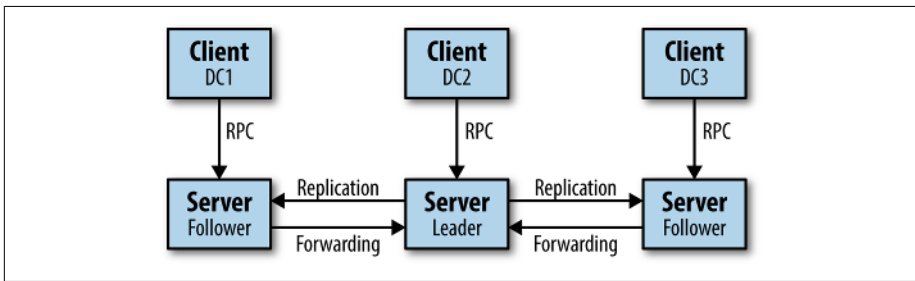 Client
DC1
Client
DC2
Client
DC3
RPC
RPC
RPC
Server
Follower
Replication
Forwarding
Server
Leader
Replication
Forwarding
Server
Follower